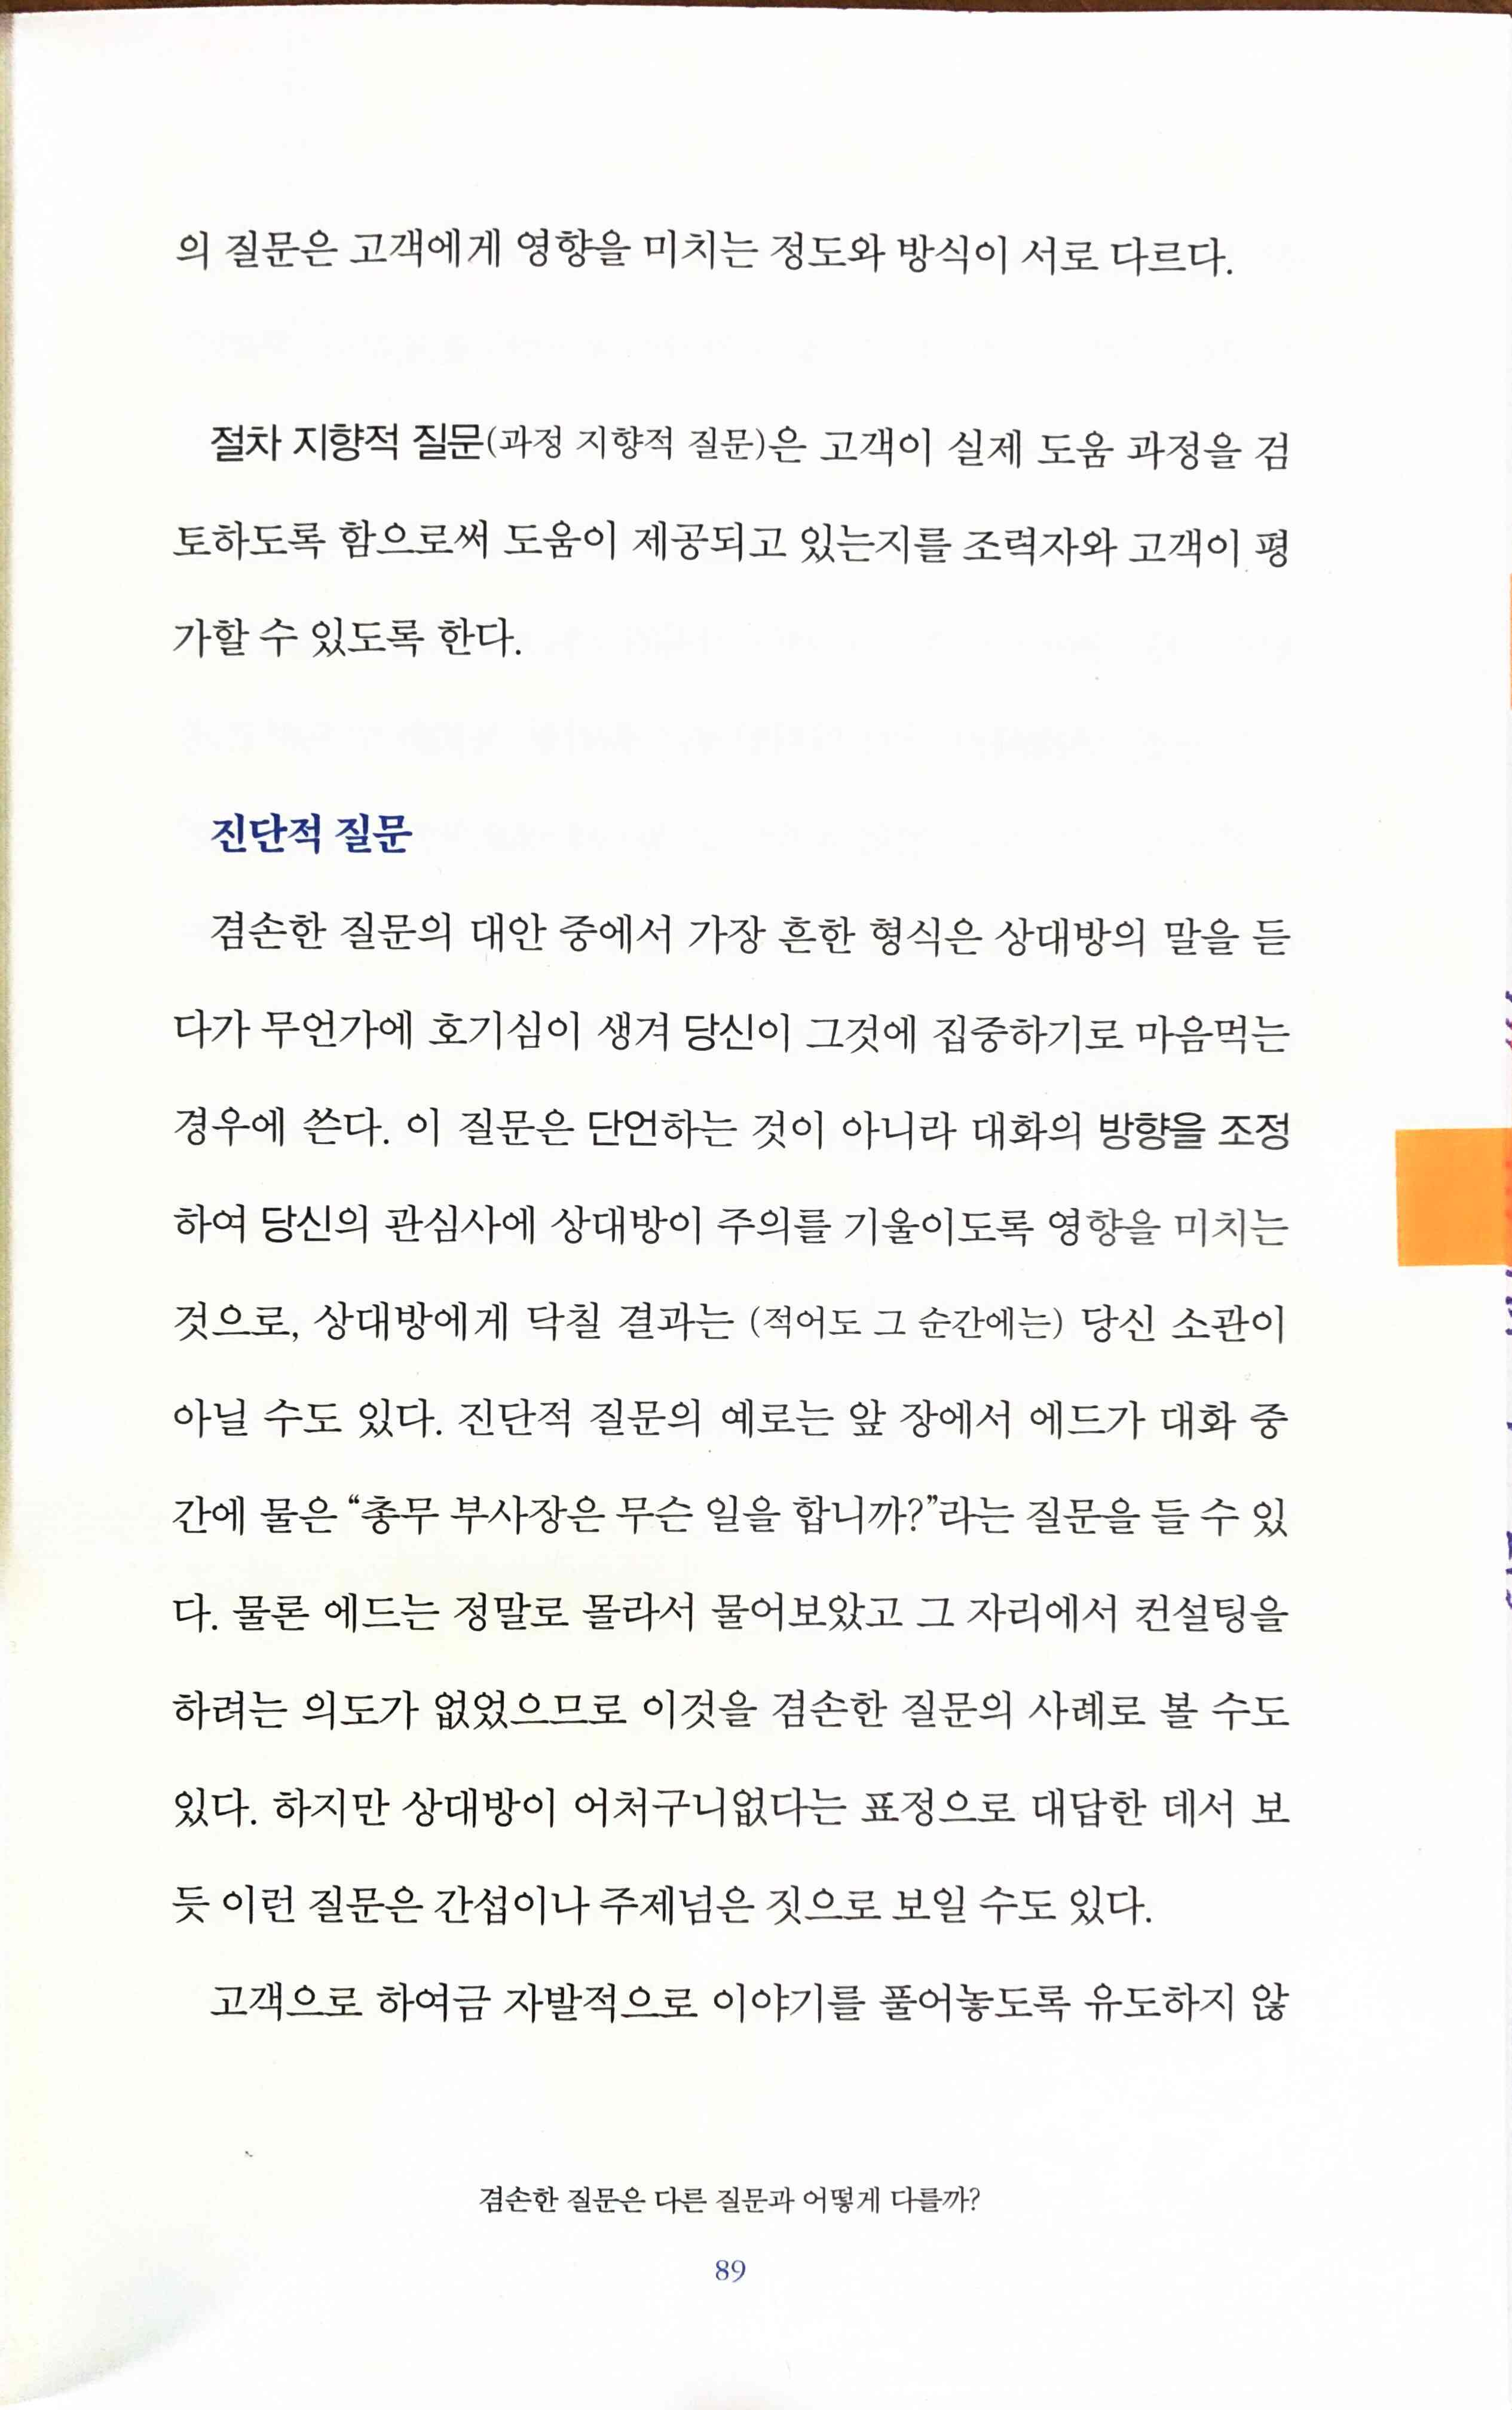 의 질문은 고객에게 영향을 미치는 정도와 방식이 서로 다르다.
절차 지향적 질문(과정 지향적 질문)은 고객이 실제 도움 과정을 검
토하도록 함으로써 도움이 제공되고 있는지를 조력자와 고객이 평
가할 수 있도록 한다.
진단적 질문
겸손한 질문의 대안 중에서 가장 흔한 형식은 상대방의 말을 듣
다가 무언가에 호기심이 생겨 당신이 그것에 집중하기로 마음먹는
경우에 쓴다. 이 질문은 단언하는 것이 아니라 대화의 방향을 조정
하여 당신의 관심사에 상대방이 주의를 기울이도록 영향을 미치는
것으로, 상대방에게 닥칠 결과는 (적어도 그 순간에는) 당신 소관이
아닐 수도 있다. 진단적 질문의 예로는 앞 장에서 에드가 대화 중
간에 물은 “총무 부사장은 무슨 일을 합니까?”라는 질문을 들 수 있
다. 물론 에드는 정말로 몰라서 물어보았고 그 자리에서 컨설팅을
하려는 의도가 없었으므로 이것을 겸손한 질문의 사례로 볼 수도
있다. 하지만 상대방이 어처구니없다는 표정으로 대답한 데서 보
듯 이런 질문은 간섭이나 주제넘은 짓으로 보일 수도 있다.
고객으로 하여금 자발적으로 이야기를 풀어놓도록 유도하지 않
겸손한 질문은 다른 질문과 어떻게 다를까?
89